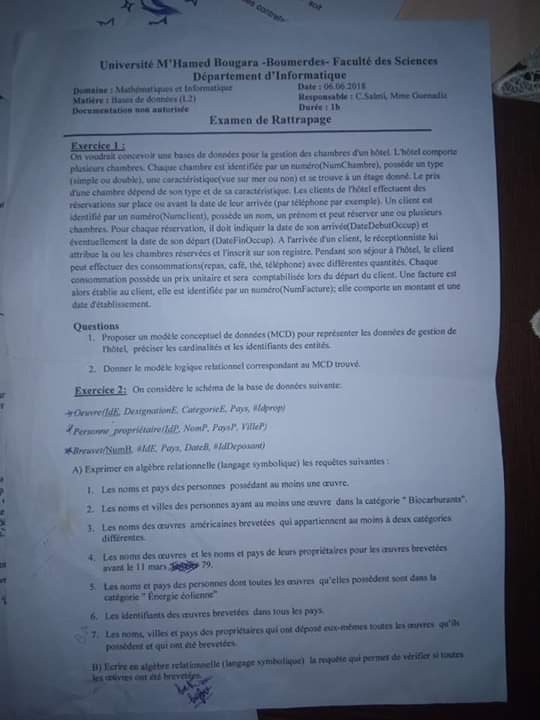 Université M'Hamed Bougara -Boumerdes- Faculté des Sciences
Département d'Informatique
Domaine : Mathématiques et Informatique Date : 06.06.2018
Matière : Bases de données (L2) Responsable : C.Salmi, Mme Guenadiz
Documentation non autorisée Durée : 1h
Examen de Rattrapage
Exercice 1 :
On voudrait concevoir une bases de données pour la gestion des chambres d'un hôtel. L'hôtel comporte
plusieurs chambres. Chaque chambre est identifiée par un numéro(NumChambre), possède un type
(simple ou double), une caractéristique(vue sur mer ou non) et se trouve à un étage donné. Le prix
d'une chambre dépend de son type et de sa caractéristique. Les clients de l'hôtel effectuent des
réservations sur place ou avant la date de leur arrivée (par téléphone par exemple). Un client est
identifié par un numéro(Numclient), possède un nom, un prénom et peut réserver une ou plusieurs
chambres. Pour chaque réservation, il doit indiquer la date de son arrivée(DateDebutOccup) et
éventuellement la date de son départ (DateFinOccup). A l'arrivée d'un client, le réceptionniste lui
attribue la ou les chambres réservées et l'inscrit sur son registre. Pendant son séjour à l'hôtel, le client
peut effectuer des consommations(repas, café, thé, téléphone) avec différentes quantités. Chaque
consommation possède un prix unitaire et sera comptabilisée lors du départ du client. Une facture est
alors établie au client, elle est identifiée par un numéro(NumFacture); elle comporte un montant et une
date d'établissement.
Questions
1. Proposer un modèle conceptuel de données (MCD) pour représenter les données de gestion de
l'hôtel, préciser les cardinalités et les identifiants des entités.
2. Donner le modèle logique relationnel correspondant au MCD trouvé.
Exercice 2: On considère le schéma de la base de données suivante:
Oeuvre(IdE, DesignationE, CategorieE, Pays, #Idprop)
Personne_propriétaire(IdP, NomP, PaysP, VilleP)
Brevet(NumB, #IdE, Pays, DateB, #IdDeposant)
A) Exprimer en algèbre relationnelle (langage symbolique) les requêtes suivantes :
1. Les noms et pays des personnes possédant au moins une œuvre.
2. Les noms et villes des personnes ayant au moins une œuvre dans la catégorie " Biocarburants".
3. Les noms des œuvres américaines brevetées qui appartiennent au moins à deux catégories
différentes.
4. Les noms des œuvres et les noms et pays de leurs propriétaires pour les œuvres brevetées
avant le 11 mars 79.
5. Les noms et pays des personnes dont toutes les œuvres qu'elles possèdent sont dans la
catégorie " Énergie éolienne"
6. Les identifiants des œuvres brevetées dans tous les pays.
7. Les noms, villes et pays des propriétaires qui ont déposé eux-mêmes toutes les œuvres qu'ils
possèdent et qui ont été brevetées.
B) Ecrire en algèbre relationnelle (langage symbolique) la requête qui permet de vérifier si toutes
les œuvres ont été brevetées.